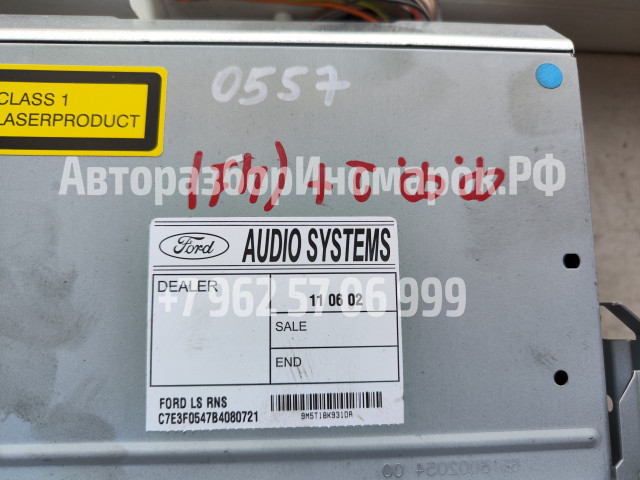 0557
CLASS 1
LASERPRODUCT
АвторазборИномарок.РФ
Ford AUDIO SYSTEMS
DEALER
11 06 02
+7 962 57 06 999
SALE
END
FORD LS RNS
C7E3F0547B4080721
9M5T18K931DA